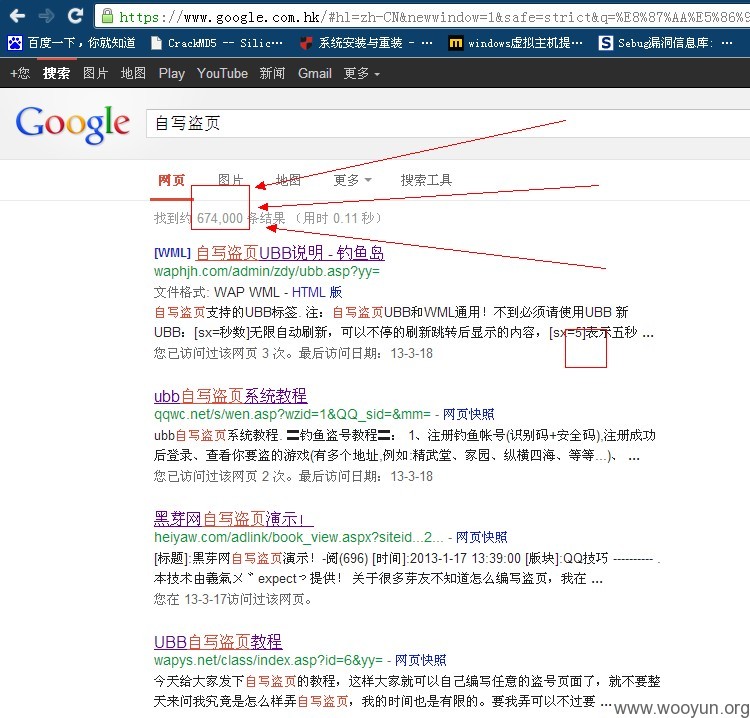 https://www.google.com.hk/#hl=zh-CN&newwindow=1&safe=strict&q=%E8%87%AA%E5%86%9
百度一下，你就知道 CrackMD5 -- Silic... 系统安装与重装 - ... windows虚拟主机提... Sebug漏洞信息库: ...
+您 搜索 图片 地图 Play YouTube 新闻 Gmail 更多
Google 自写盗页
网页 图片 地图 更多 搜索工具
找到约 674,000 条结果 （用时 0.11 秒）
[WML] 自写盗页UBB说明 - 钓鱼岛
waphjh.com/admin/zdy/ubb.asp?yy=
文件格式: WAP WML - HTML 版
自写盗页支持的UBB标签. 注：自写盗页UBB和WML通用！不到必须请使用UBB 新
UBB：[sx=秒数]无限自动刷新，可以不停的刷新跳转后显示的内容，[sx=5]表示五秒 ...
您已访问过该网页 3 次。最后访问日期：13-3-18
ubb自写盗页系统教程
qqwc.net/s/wen.asp?wzid=1&QQ_sid=&mm= - 网页快照
ubb自写盗页系统教程. 〓钓鱼盗号教程〓： 1、注册钓鱼帐号(识别码+安全码),注册成功
后登录、查看你要盗的游戏(有多个地址,例如:精武堂、家园、纵横四海、等等...)、 ...
您已访问过该网页 2 次。最后访问日期：13-3-18
黑芽网自写盗页演示！
heiyaw.com/adlink/book_view.aspx?siteid...2... - 网页快照
[标题]:黑芽网自写盗页演示！-阅(696) [时间]:2013-1-17 13:39:00 [版块]:QQ技巧 ---------- .
本技术由羲氣㐅〝expectっ提供！ 关于很多芽友不知道怎么编写盗页，我在 ...
您在 13-3-17访问过该网页。
UBB自写盗页教程
wapys.net/class/index.asp?id=6&yy= - 网页快照
今天给大家发下自写盗页的教程，这样大家就可以自己编写任意的盗号页面了，就不要整
天来问我究竟是怎么样弄自写盗页，我的时间也是有限的。要我弄可以不过要 ...
www.wooyun.org